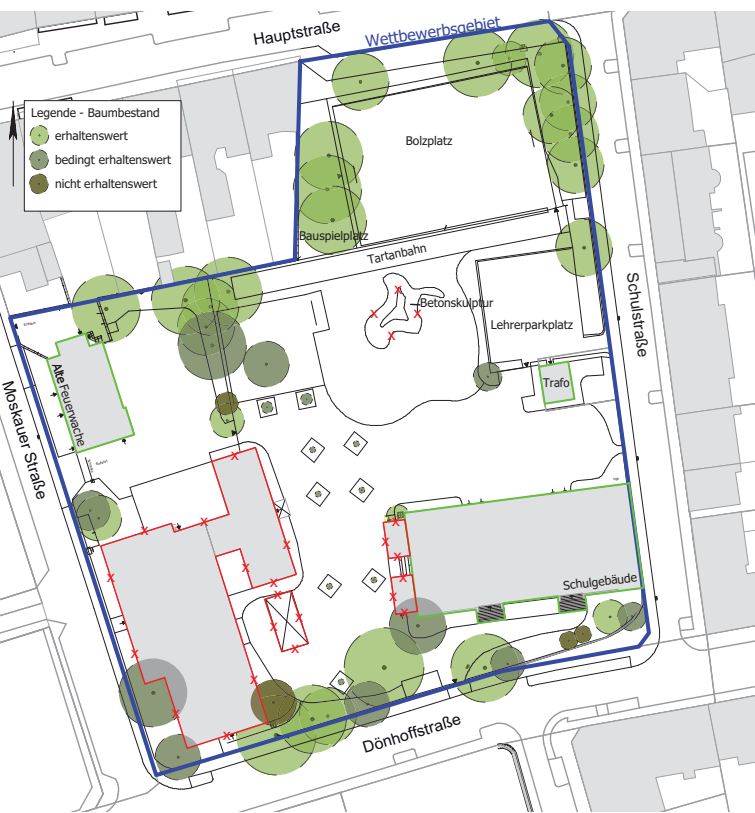 Hauptstraße
Wettbewerbsgebiet
Legende - Baumbestand
erhaltenswert
bedingt erhaltenswert
nicht erhaltenswert
Bolzplatz
Bauspielplatz
Tartanbahn
Betonskulptur
Lehrerparkplatz
Schulstraße
Trafo
Alte Feuerwache
Moskauer Straße
Schulgebäude
Dönhoffstraße